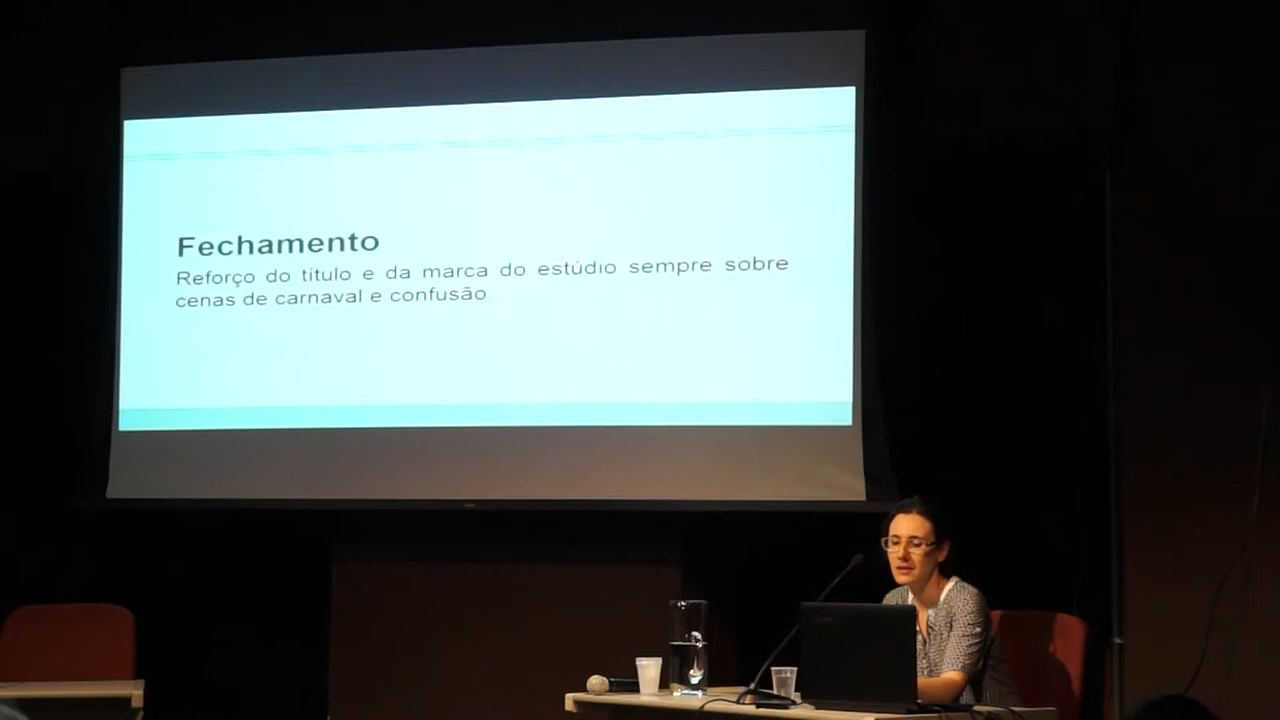 Fechamento
Reforço do título e da marca do estúdio sempre sobre
cenas de carnaval e confusão